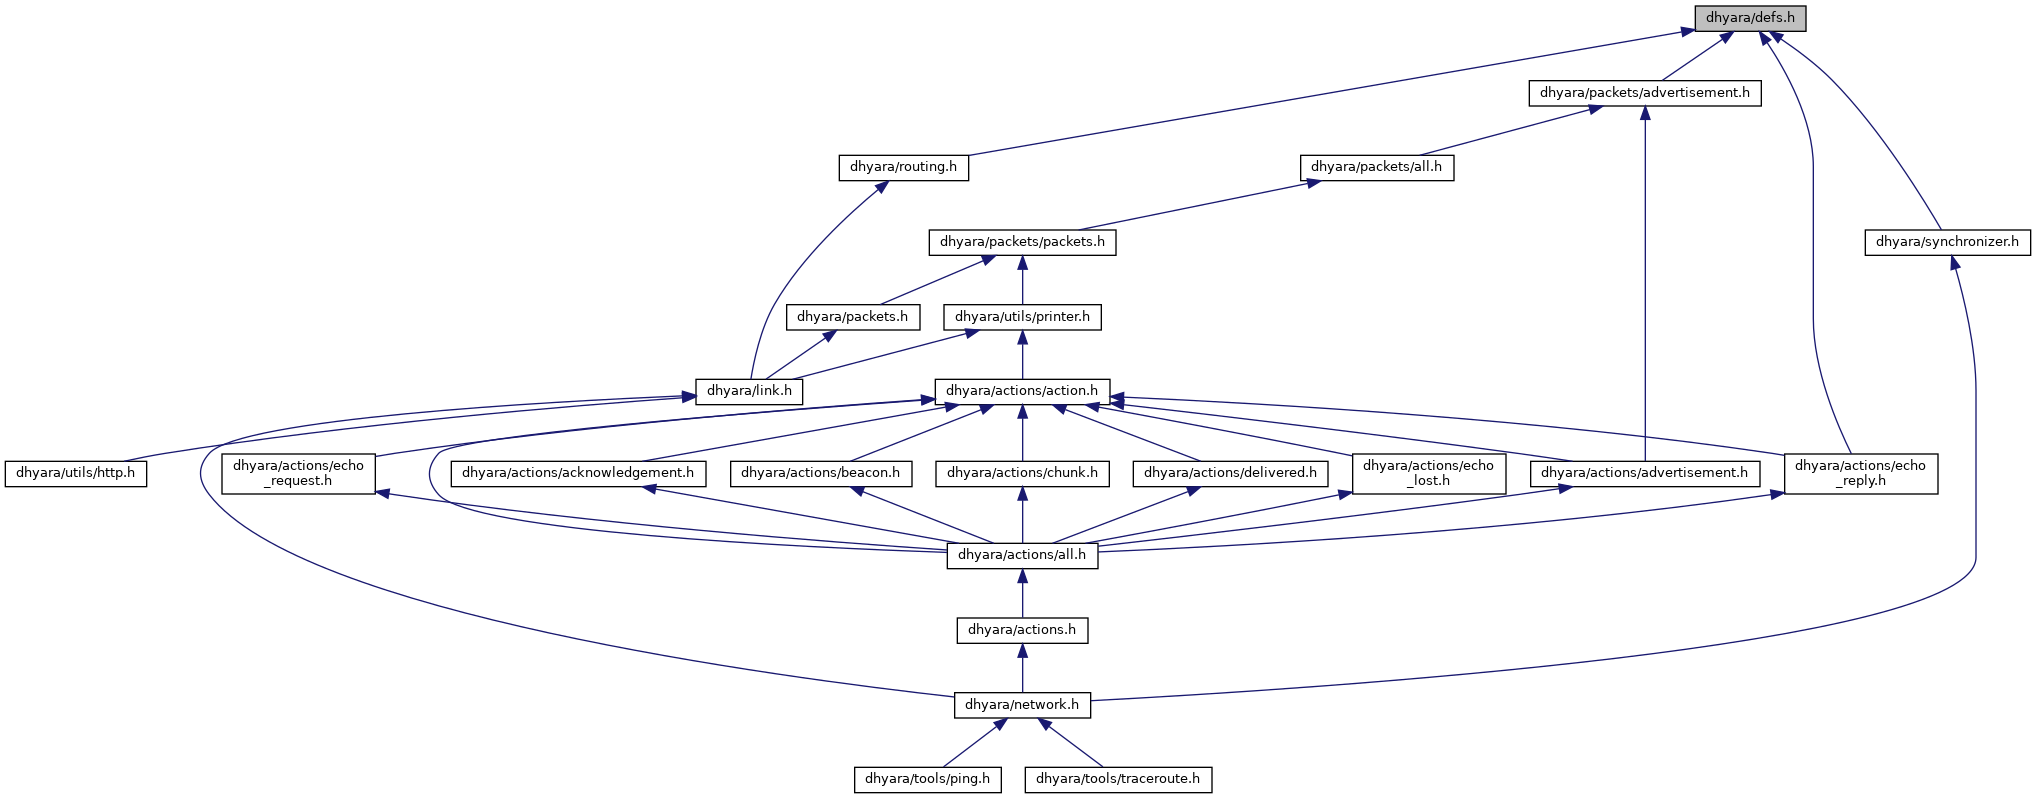 dhyara/defs.h
dhyara/packets/advertisement.h
dhyara/routing.h
dhyara/packets/all.h
dhyara/packets/packets.h
dhyara/synchronizer.h
dhyara/packets.h
dhyara/utils/printer.h
dhyara/link.h
dhyara/actions/action.h
dhyara/utils/http.h
dhyara/actions/echo
_request.h
dhyara/actions/acknowledgement.h
dhyara/actions/beacon.h
dhyara/actions/chunk.h
dhyara/actions/delivered.h
dhyara/actions/echo
_lost.h
dhyara/actions/advertisement.h
dhyara/actions/echo
_reply.h
dhyara/actions/all.h
dhyara/actions.h
dhyara/network.h
dhyara/tools/ping.h
dhyara/tools/traceroute.h